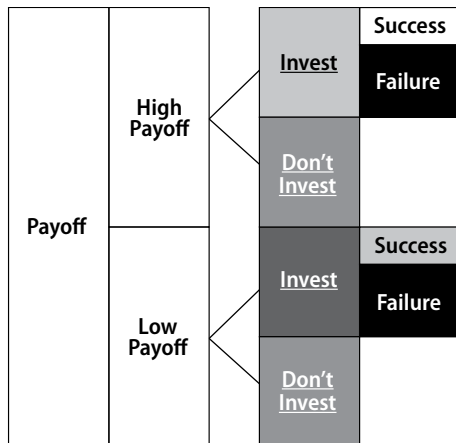 Success
Invest
Failure
High
Payoff
Don't
Invest
Payoff
Success
Invest
Failure
Low
Payoff
Don't
Invest